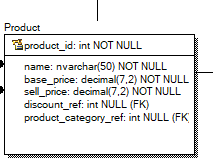 Product
product_id: int NOT NULL
name: nvarchar(50) NOT NULL
base_price: decimal(7,2) NOT NULL
sell_price: decimal(7,2) NOT NULL
discount_ref: int NULL (FK)
product_category_ref: int NULL (FK